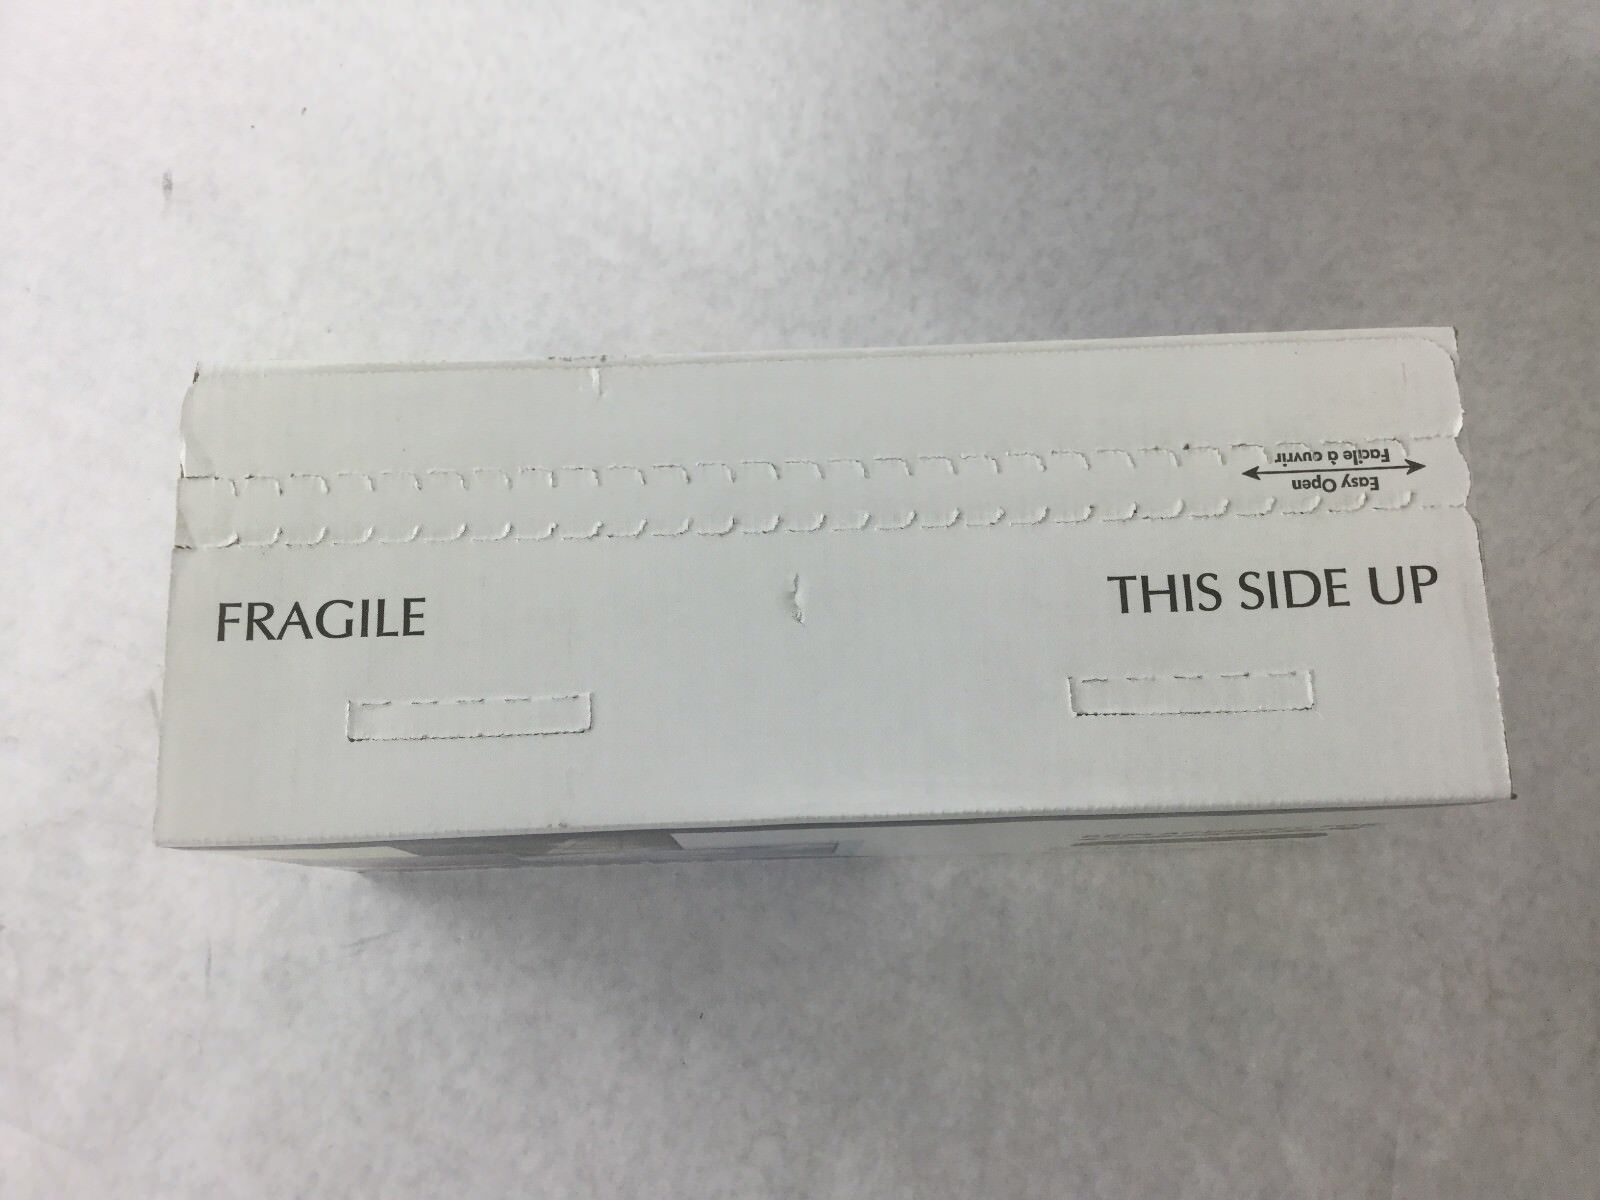 Easy Open
Facile à ouvrir
FRAGILE
THIS SIDE UP